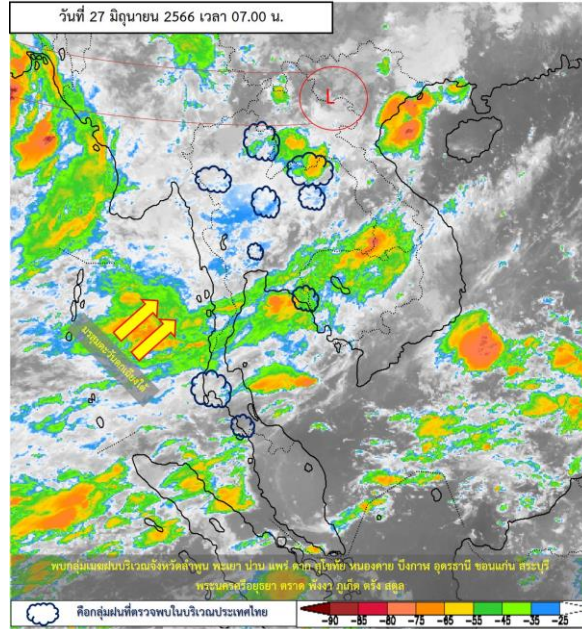 วันที่ 27 มิถุนายน 2566 เวลา 07.00 น.
L
มรสุมตะวันตกเฉียงใต้
พบกลุ่มเมฆฝนบริเวณจังหวัดลำพูน พะเยา น่าน แพร่ ตาก สุโขทัย หนองคาย บึงกาฬ อุดรธานี ขอนแก่น สระบุรี
พระนครศรีอยุธยา ตราด พังงา ภูเก็ต ตรัง สตูล
คือกลุ่มฝนที่ตรวจพบในบริเวณประเทศไทย
-90 -85 -80 -75 -65 -55 -45 -35 -25